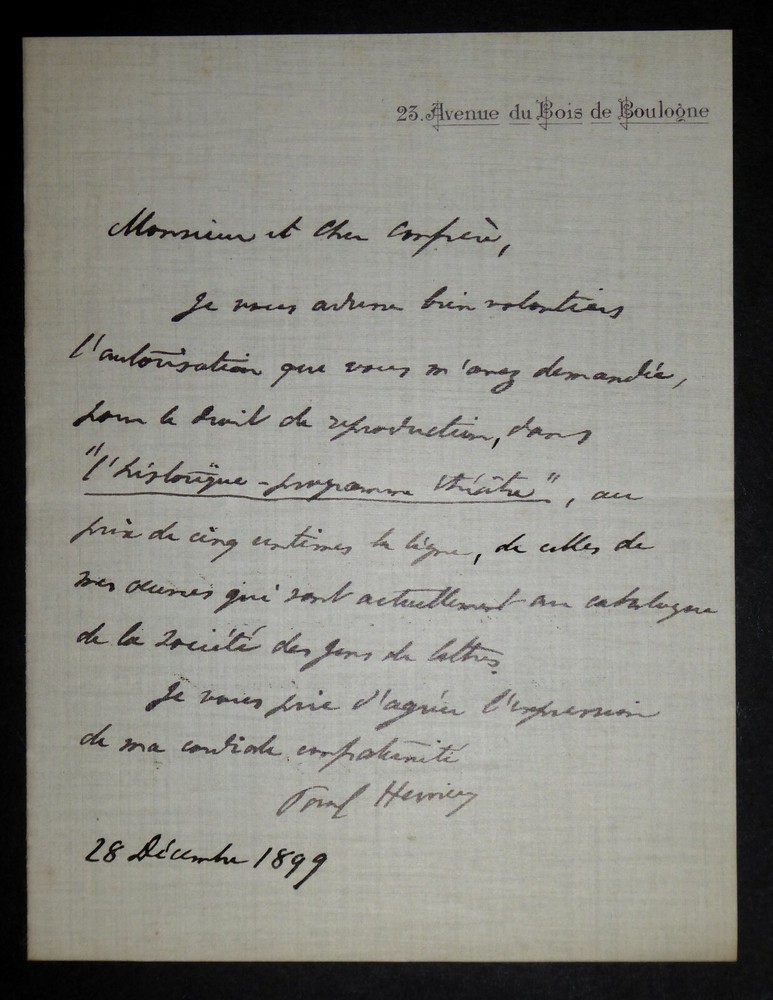 23. Avenue du Bois de Boulogne
Monsieur et cher confrère,
Je vous adresse bien volontiers
l'autorisation que vous m'avez demandée,
pour le droit de reproduction, dans
"l'historique-programme théâtre", au
prix de cinq centimes la ligne, de celles de
mes œuvres qui sont actuellement au catalogue
de la Société des gens de lettres.
Je vous prie d'agréer l'expression
de ma cordiale confraternité
Paul Hervieu
28 Décembre 1899